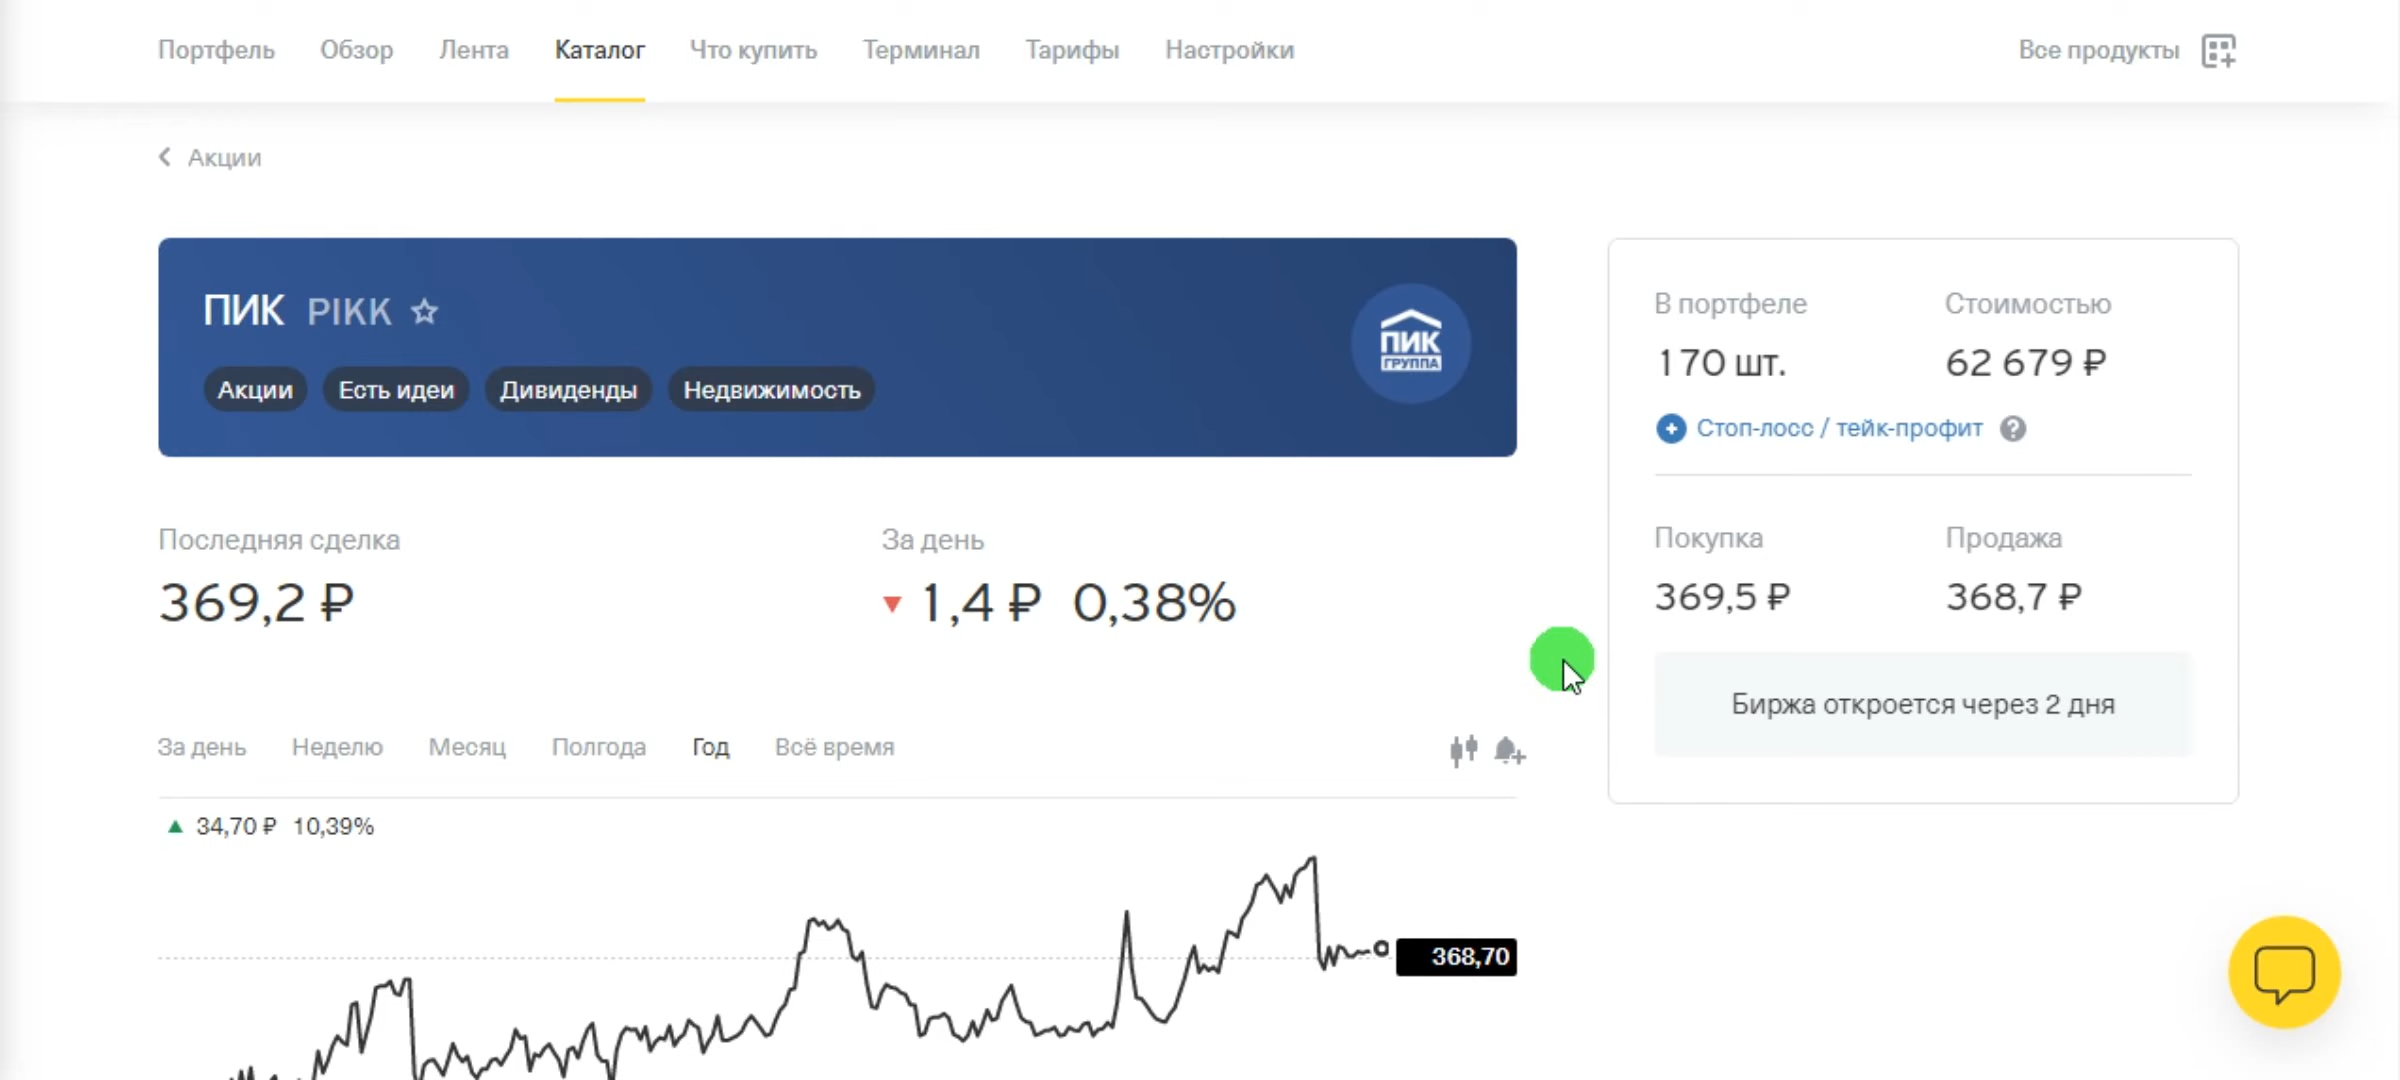 Портфель Обзор Лента Каталог Что купить Терминал Тарифы Настройки Все продукты
Акции
ПИК PIKK
Акции Есть идеи Дивиденды Недвижимость
ПИК
ГРУППА
В портфеле Стоимостью
170 шт. 62 679 ₽
Стоп-лосс / тейк-профит ?
Покупка Продажа
369,5 ₽ 368,7 ₽
Биржа откроется через 2 дня
Последняя сделка За день
369,2 ₽ 1,4 ₽ 0,38%
За день Неделю Месяц Полгода Год Всё время
34,70 ₽ 10,39%
368,70